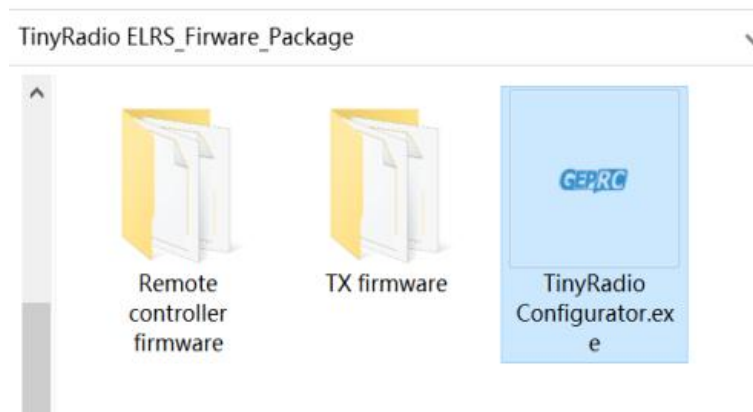 TinyRadio ELRS_Firware_Package
GEPRC
Remote
controller
firmware
TX firmware
TinyRadio
Configurator.ex
e